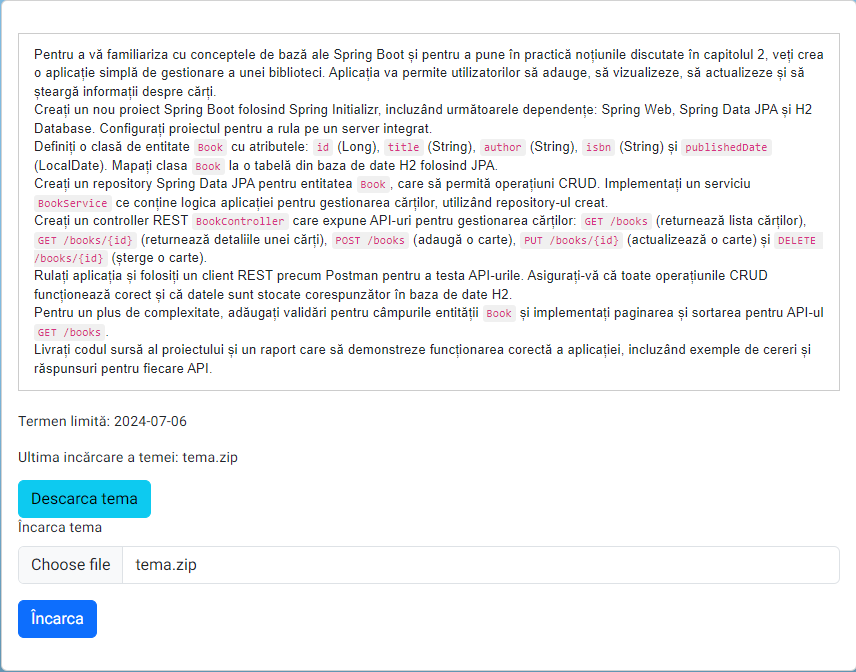 Pentru a vă familiariza cu conceptele de bază ale Spring Boot și pentru a pune în practică noțiunile discutate în capitolul 2, veți crea
o aplicație simplă de gestionare a unei biblioteci. Aplicația va permite utilizatorilor să adauge, să vizualizeze, să actualizeze și să
șteargă informații despre cărți.
Creați un nou proiect Spring Boot folosind Spring Initializr, incluzând următoarele dependențe: Spring Web, Spring Data JPA și H2
Database. Configurați proiectul pentru a rula pe un server integrat.
Definiți o clasă de entitate Book cu atributele: id (Long), title (String), author (String), isbn (String) și publishedDate
(LocalDate). Mapați clasa Book la o tabelă din baza de date H2 folosind JPA.
Creați un repository Spring Data JPA pentru entitatea Book, care să permită operațiuni CRUD. Implementați un serviciu
BookService ce conține logica aplicației pentru gestionarea cărților, utilizând repository-ul creat.
Creați un controller REST BookController care expune API-uri pentru gestionarea cărților: GET /books (returnează lista cărților),
GET /books/{id} (returnează detaliile unei cărți), POST /books (adaugă o carte), PUT /books/{id} (actualizează o carte) și DELETE
/books/{id} (șterge o carte).
Rulați aplicația și folosiți un client REST precum Postman pentru a testa API-urile. Asigurați-vă că toate operațiunile CRUD
funcționează corect și că datele sunt stocate corespunzător în baza de date H2.
Pentru un plus de complexitate, adăugați validări pentru câmpurile entității Book și implementați paginarea și sortarea pentru API-ul
GET /books.
Livrați codul sursă al proiectului și un raport care să demonstreze funcționarea corectă a aplicației, incluzând exemple de cereri și
răspunsuri pentru fiecare API.
Termen limită: 2024-07-06
Ultima incărcare a temei: tema.zip
Descarca tema
Încarca tema
Choose file tema.zip
Încarca